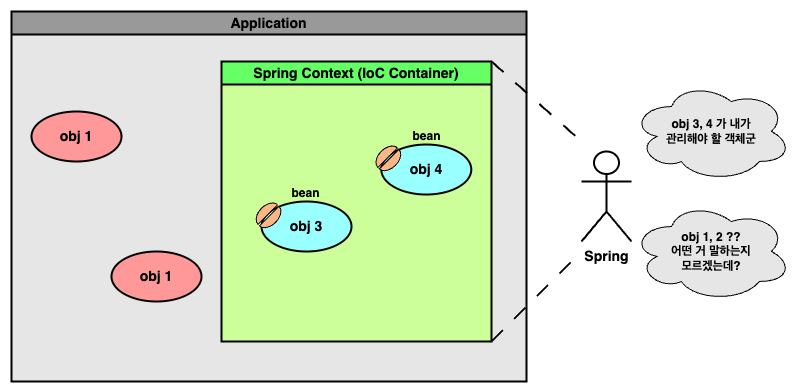 Application
Spring Context (IoC Container)
obj 1
bean
obj 4
bean
obj 3
obj 1
obj 3, 4 가 내가
관리해야 할 객체군
Spring
obj 1, 2 ??
어떤 거 말하는지
모르겠는데?